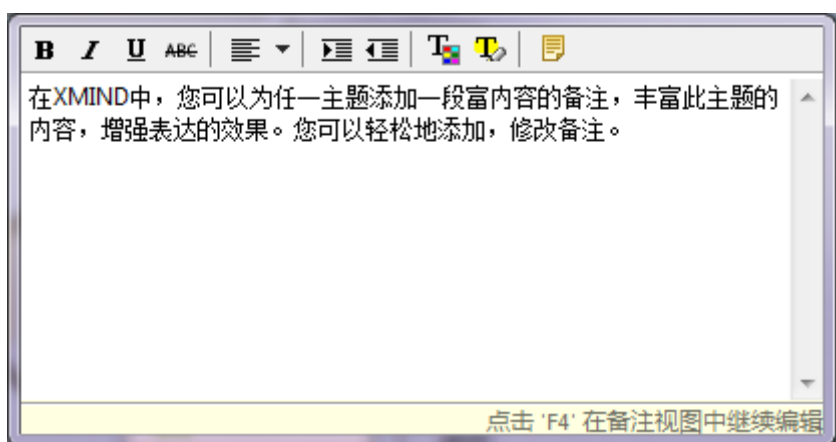 B I U ABC T T
在XMIND中，您可以为任一主题添加一段富内容的备注，丰富此主题的
内容，增强表达的效果。您可以轻松地添加，修改备注。
点击 'F4' 在备注视图中继续编辑